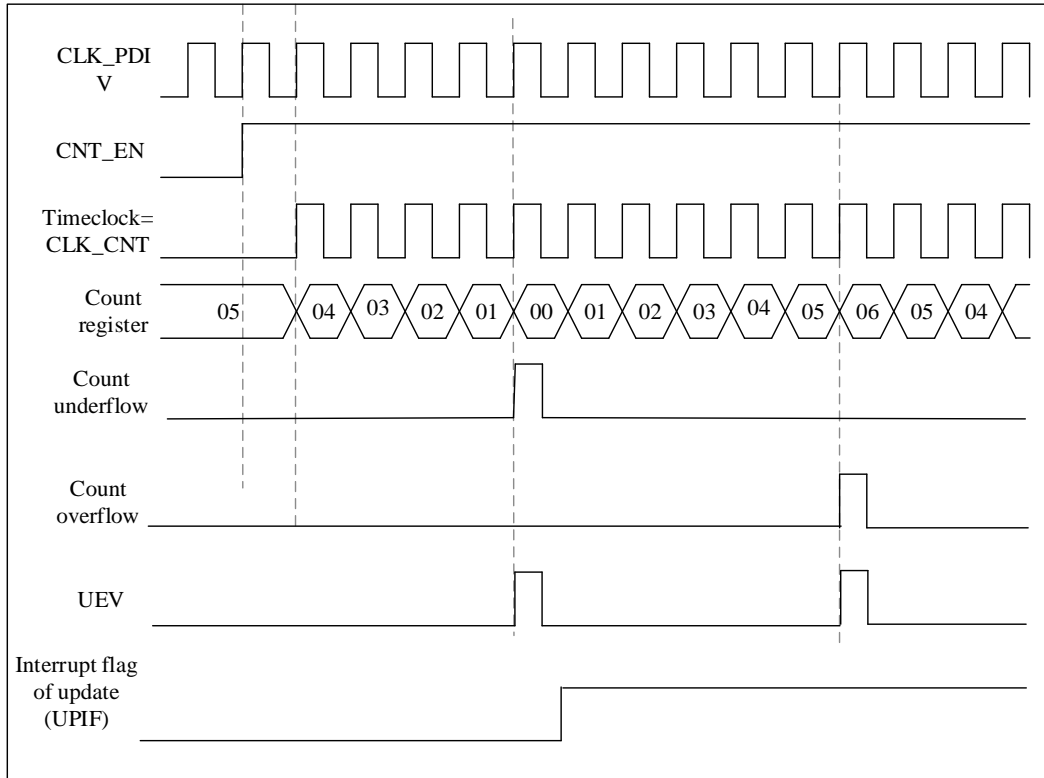 CLK_PDI
V
CNT_EN
Timeclock=
CLK_CNT
Count
register
05 04 03 02 01 00 01 02 03 04 05 06 05 04
Count
underflow
Count
overflow
UEV
Interrupt flag
of update
(UPIF)